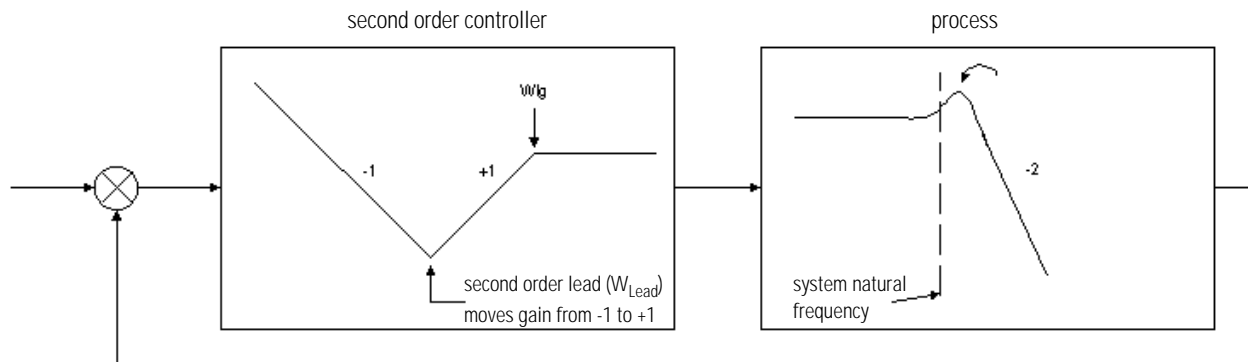 second order controller
process
Wlg
-1
+1
-2
second order lead (WLead)
moves gain from -1 to +1
system natural
frequency